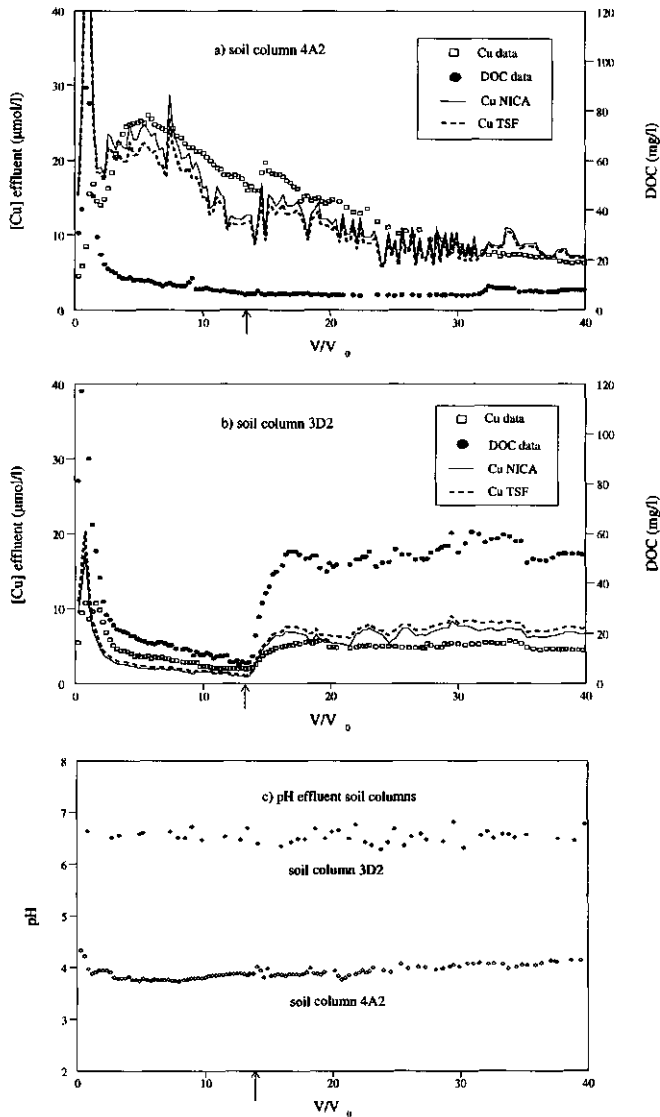 a) soil column 4A2
Cu data
DOC data
Cu NICA
Cu TSF
[Cu] effluent (µmol/l)
DOC (mg/l)
40
30
20
10
0
120
100
80
60
40
20
0
0
10
20
30
40
V/V₀
b) soil column 3D2
Cu data
DOC data
Cu NICA
Cu TSF
[Cu] effluent (µmol/l)
DOC (mg/l)
40
30
20
10
0
120
100
80
60
40
20
0
0
10
20
30
40
V/V₀
c) pH effluent soil columns
soil column 3D2
soil column 4A2
pH
8
7
6
5
4
3
2
0
10
20
30
40
V/V₀